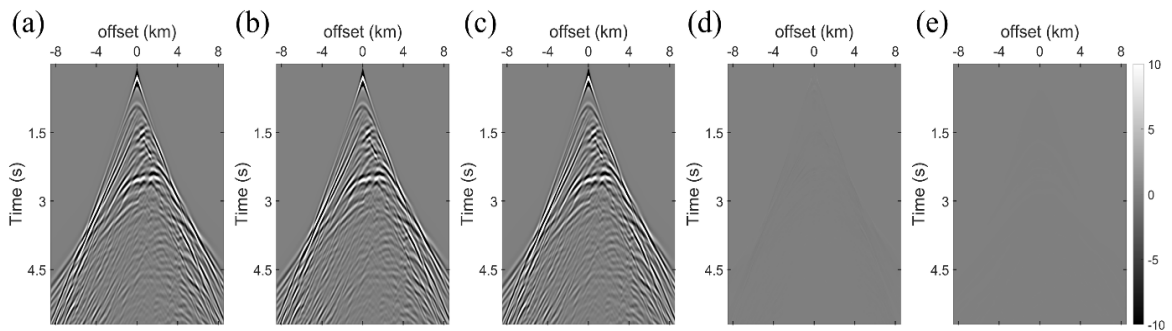 (a) (b) (c) (d) (e)
offset (km) offset (km) offset (km) offset (km) offset (km)
-8 -4 0 4 8 -8 -4 0 4 8 -8 -4 0 4 8 -8 -4 0 4 8 -8 -4 0 4 8
10
1.5 1.5 1.5 1.5 1.5
5
Time (s) Time (s) Time (s) Time (s) Time (s)
3 3 3 3 3
0
4.5 4.5 4.5 4.5 4.5
-5
-10